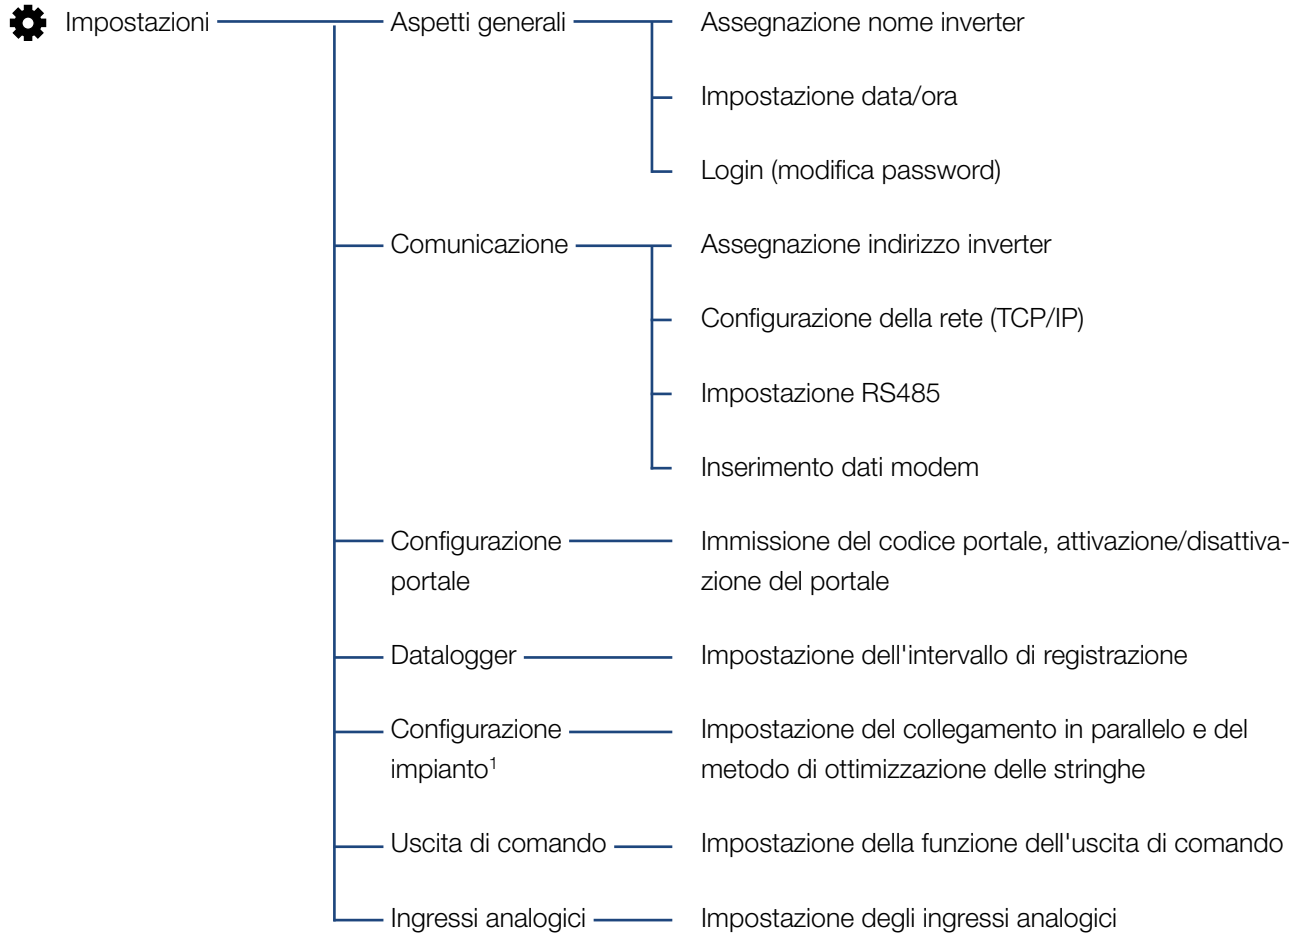 Impostazioni
Aspetti generali
Assegnazione nome inverter
Impostazione data/ora
Login (modifica password)
Comunicazione
Assegnazione indirizzo inverter
Configurazione della rete (TCP/IP)
Impostazione RS485
Inserimento dati modem
Configurazione
portale
Immissione del codice portale, attivazione/disattiva-
zione del portale
Datalogger
Impostazione dell'intervallo di registrazione
Configurazione
impianto¹
Impostazione del collegamento in parallelo e del
metodo di ottimizzazione delle stringhe
Uscita di comando
Impostazione della funzione dell'uscita di comando
Ingressi analogici
Impostazione degli ingressi analogici